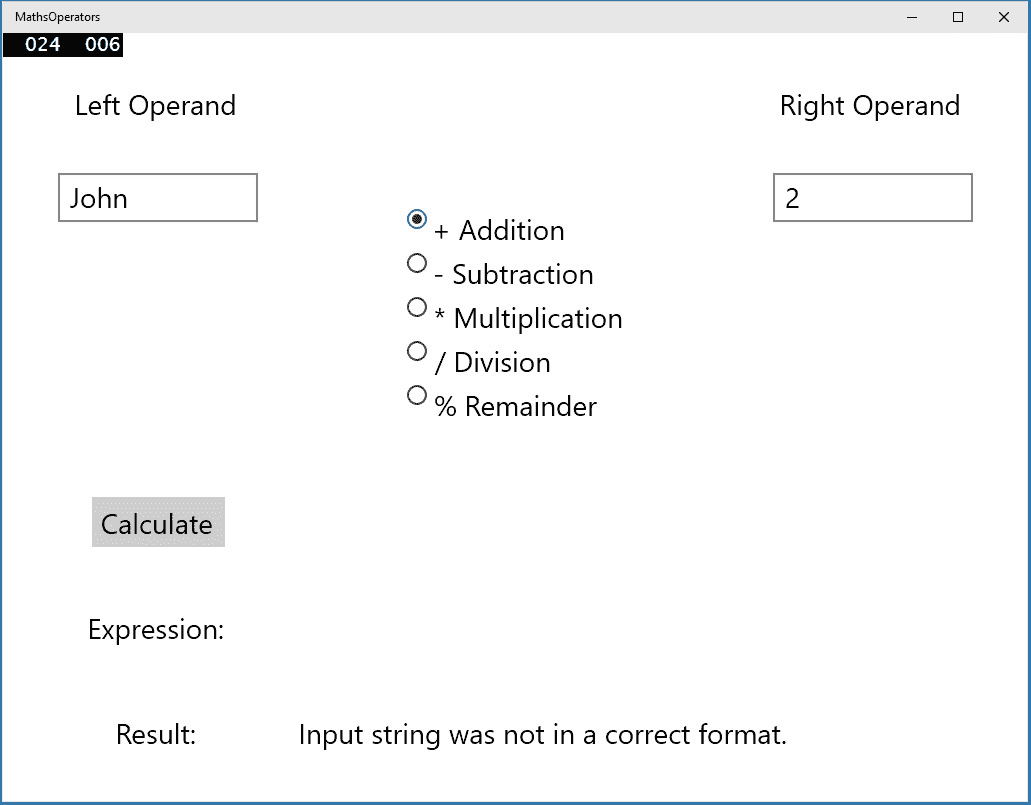 MathsOperators
024 006
Left Operand
Right Operand
John
2
+ Addition
- Subtraction
* Multiplication
/ Division
% Remainder
Calculate
Expression:
Result: Input string was not in a correct format.